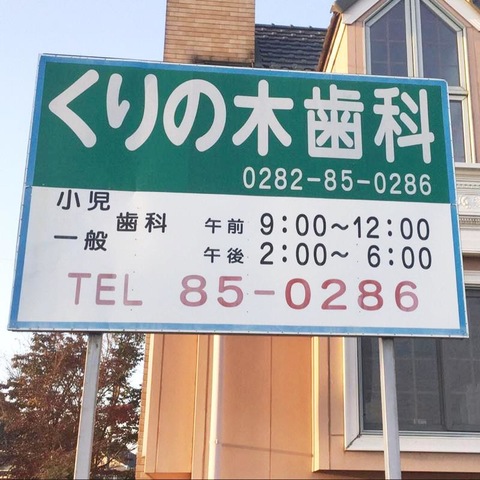 くりの木歯科
0282-85-0286
小児
一般
歯科
午前 9:00～12:00
午後 2:00～ 6:00
TEL 85-0286